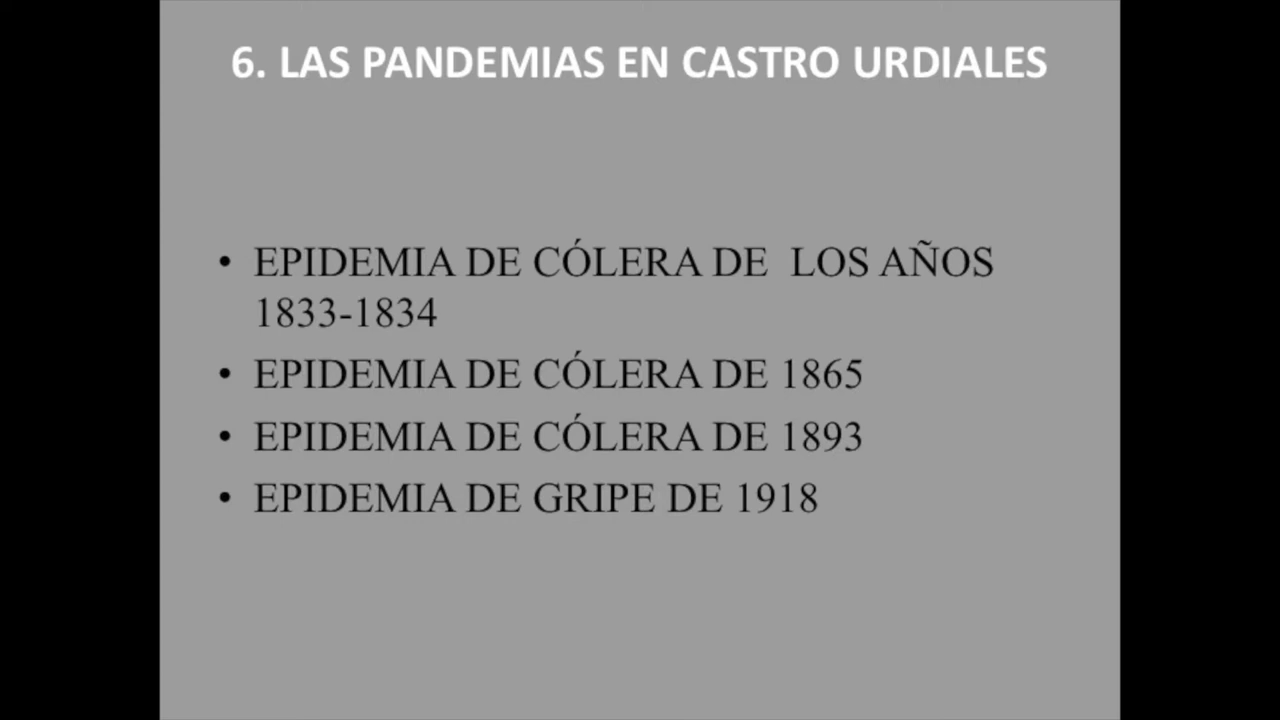 6. LAS PANDEMIAS EN CASTRO URDIALES
• EPIDEMIA DE CÓLERA DE  LOS AÑOS
1833-1834
• EPIDEMIA DE CÓLERA DE 1865
• EPIDEMIA DE CÓLERA DE 1893
• EPIDEMIA DE GRIPE DE 1918